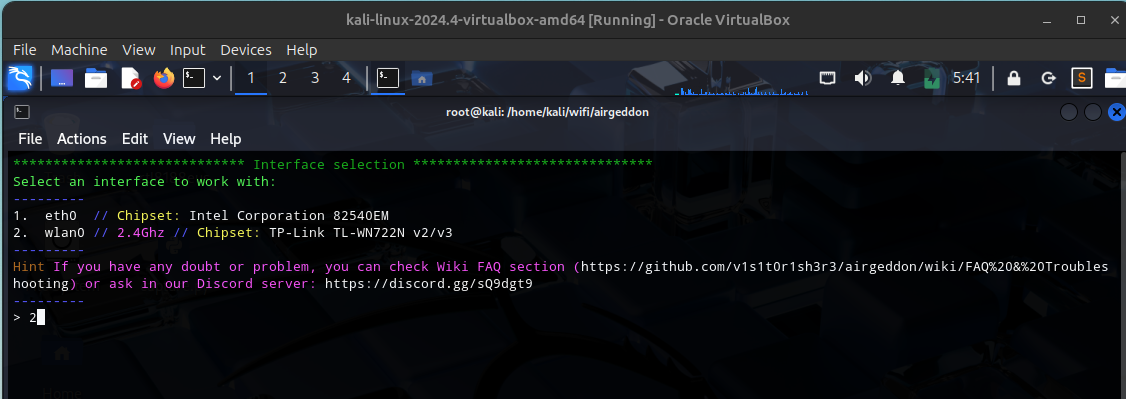 kali-linux-2024.4-virtualbox-amd64 [Running] - Oracle VirtualBox
File Machine View Input Devices Help
1 2 3 4 5:41 S
root@kali: /home/kali/wifi/airgeddon
File Actions Edit View Help
***************************** Interface selection ******************************
Select an interface to work with:
---------
1.  eth0  // Chipset: Intel Corporation 82540EM
2.  wlan0 // 2.4Ghz // Chipset: TP-Link TL-WN722N v2/v3
---------
Hint If you have any doubt or problem, you can check Wiki FAQ section (https://github.com/v1s1t0r1sh3r3/airgeddon/wiki/FAQ%20&%20Troubles
hooting) or ask in our Discord server: https://discord.gg/sQ9dgt9
---------
> 2
Home